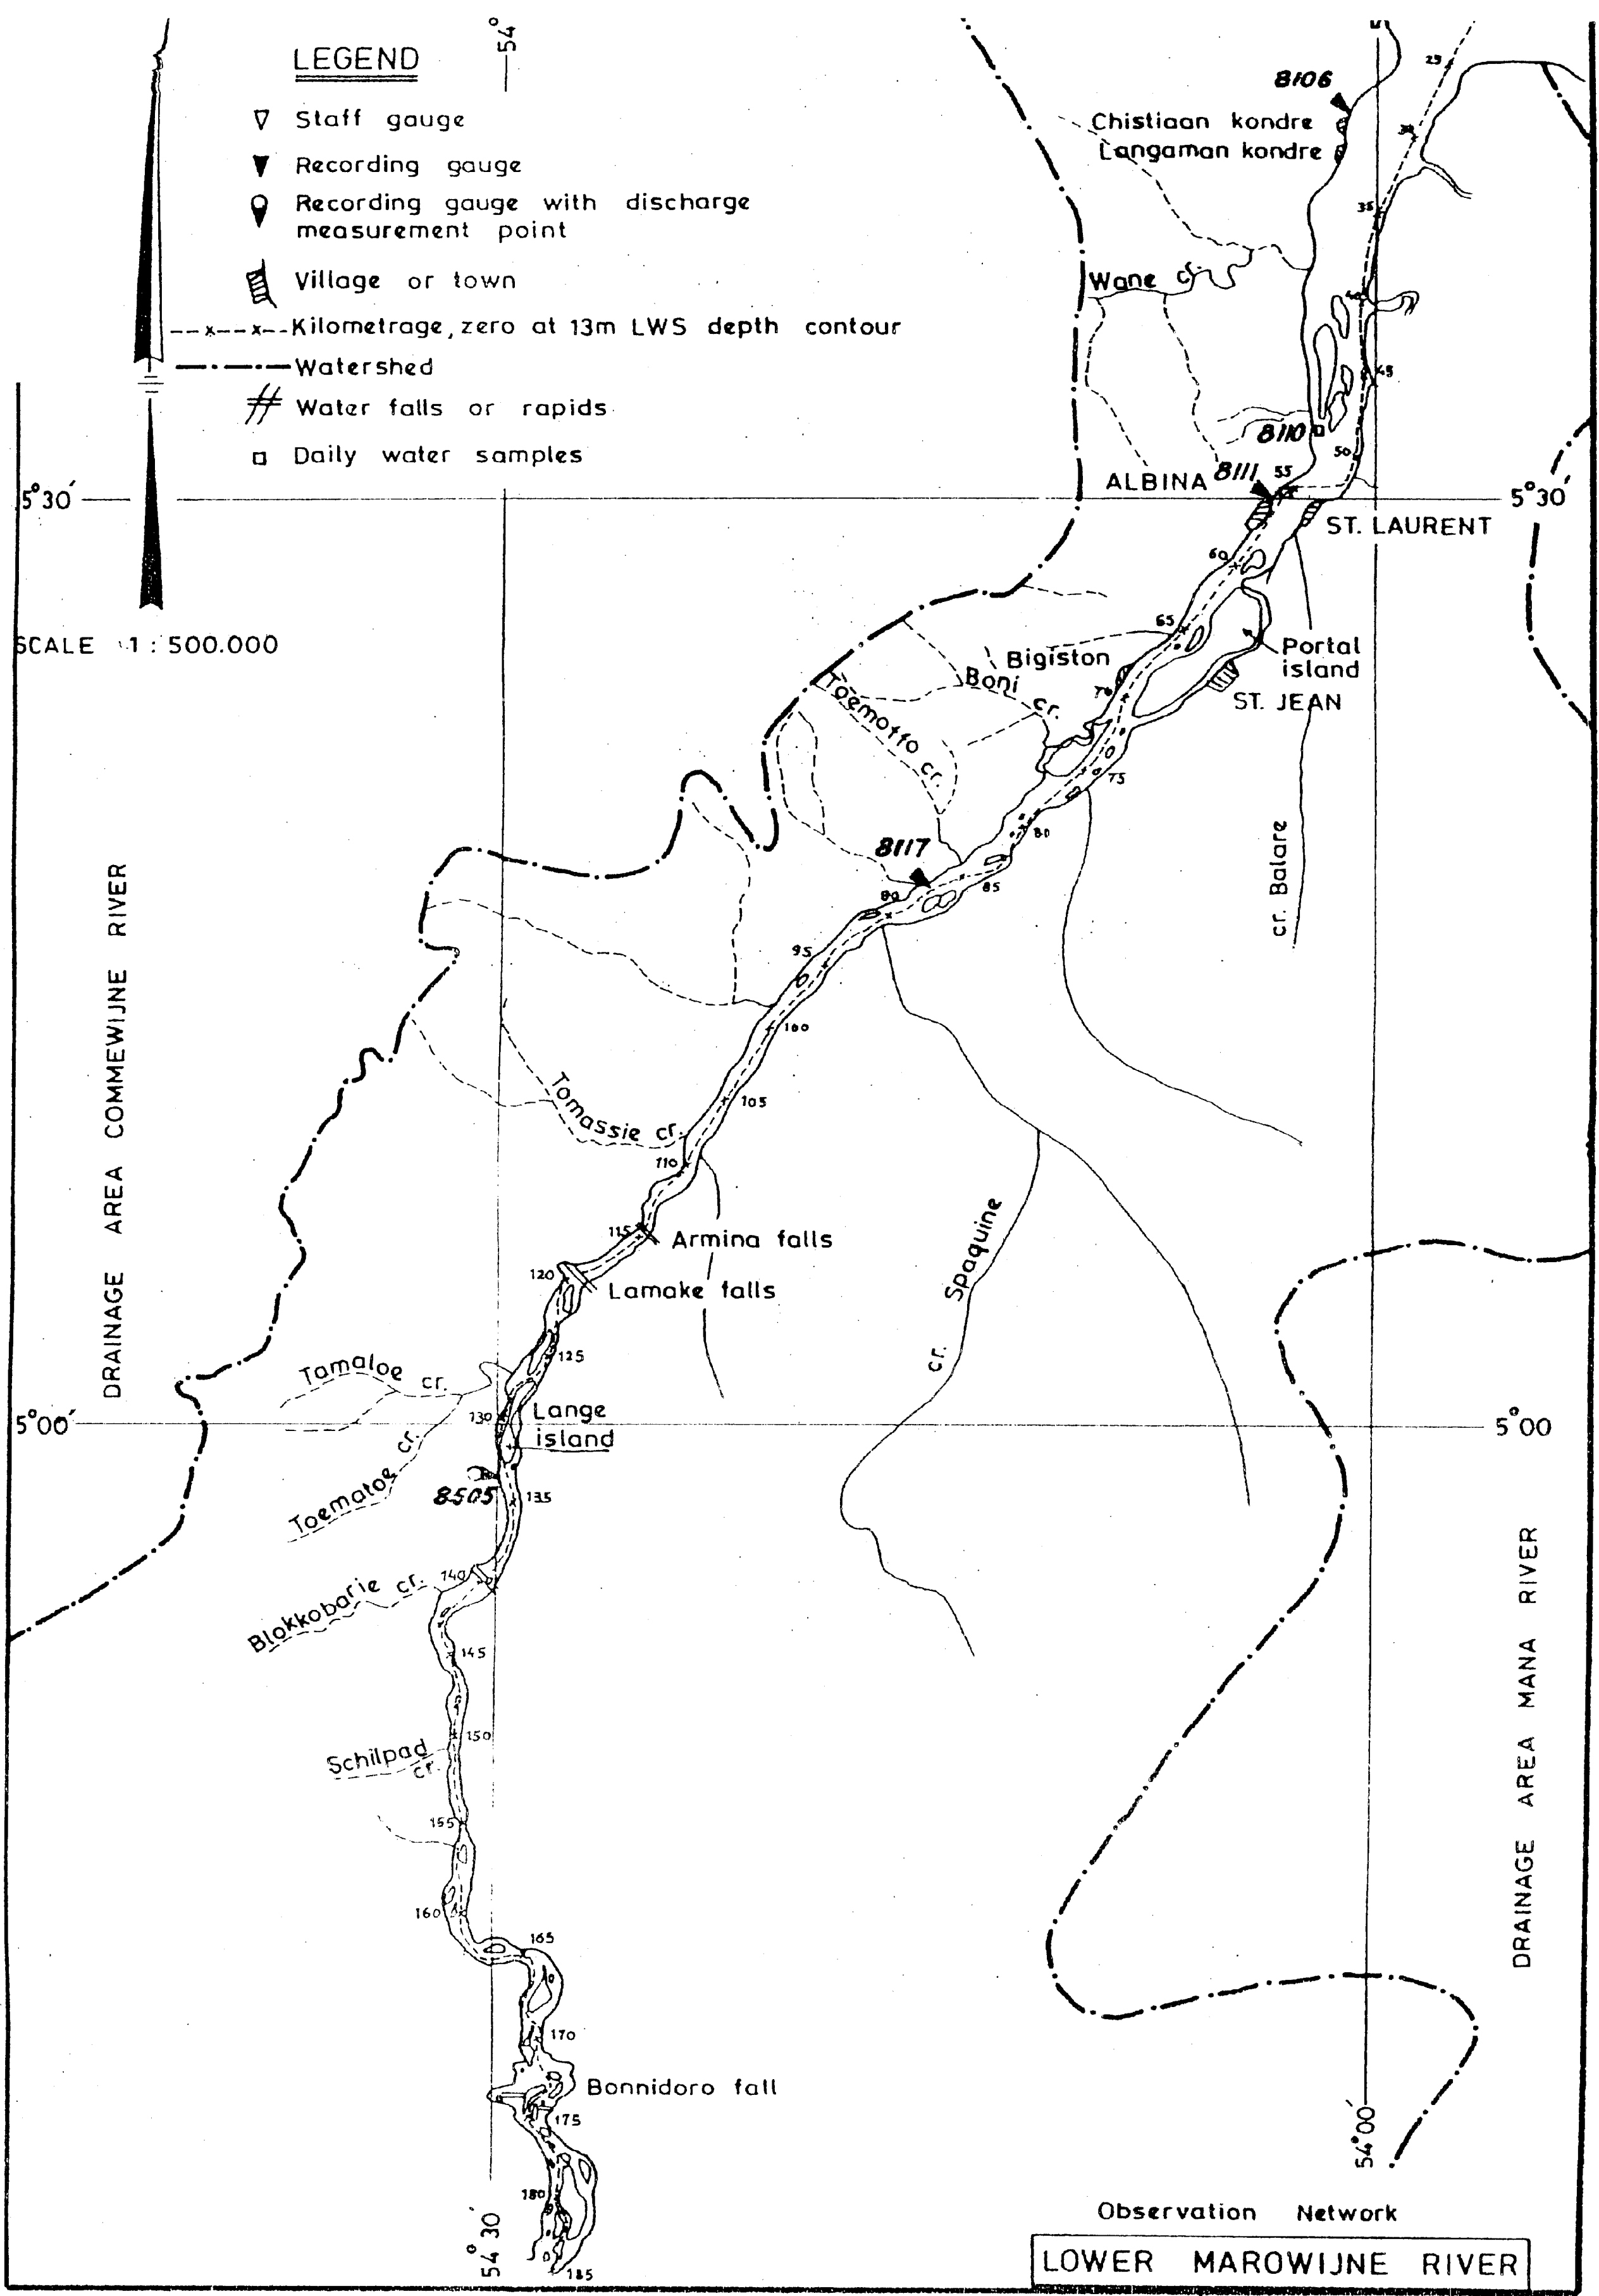 LEGEND
Staff gauge
Recording gauge
Recording gauge with discharge
measurement point
Village or town
Kilometrage, zero at 13m LWS depth contour
Watershed
Water falls or rapids
Daily water samples
SCALE 1 : 500.000
54°
8106
Chistiaan kondre
Langaman kondre
25
30
35
Wane cr.
40
45
8110
50
ALBINA
8111
55
5°30'
5°30'
ST. LAURENT
60
65
Portal
island
Bigiston
Boni cr.
70
ST. JEAN
Toemotto cr.
75
80
8117
85
89
cr. Balare
95
100
DRAINAGE AREA COMMEWIJNE RIVER
105
Tomassie cr.
110
115
Armina falls
120
Lamake falls
Spaquine cr.
125
Tamaloe cr.
130
Lange
island
5°00'
5°00
Toematoe cr.
8505
135
140
Blokkobarie cr.
145
150
Schilpad
cr.
155
160
165
170
Bonnidoro fall
175
180
185
DRAINAGE AREA MANA RIVER
54°00'
54°30'
Observation Network
LOWER MAROWIJNE RIVER